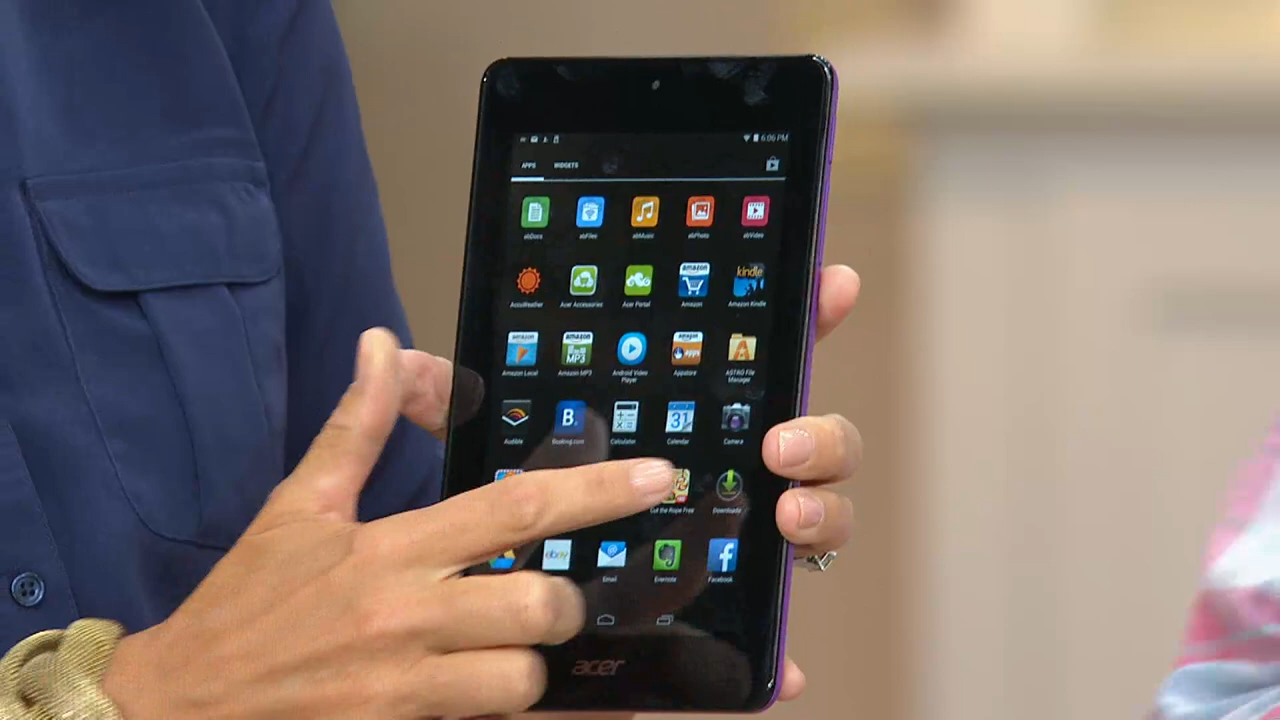 6:06 PM
APPS WIDGETS
abDocs abFiles abMusic abPhoto abVideo
amazon kindle
AccuWeather Acer Accessories Acer Portal Amazon Amazon Kindle
amazon amazon amazon
MP3 apps
Amazon Local Amazon MP3 Android Video Player Appstore ASTRO File Manager
B. 31
Audible Booking.com Calculator Calendar Camera
Cut the Rope Free Downloads
ebay
Email Evernote Facebook
acer